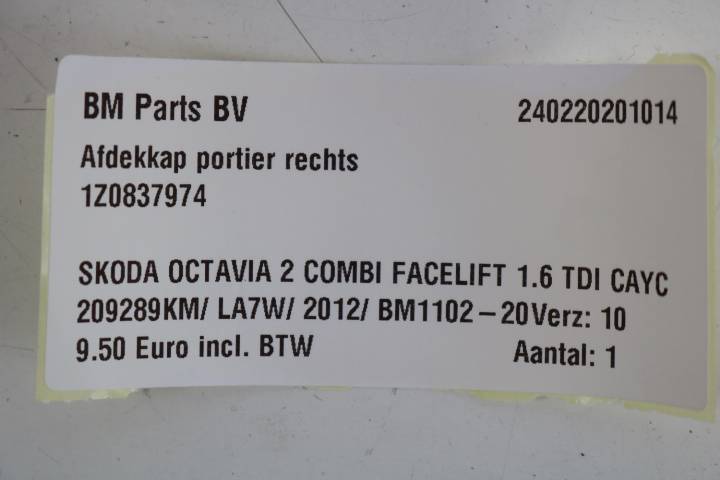 BM Parts BV 240220201014
Afdekkap portier rechts
1Z0837974
SKODA OCTAVIA 2 COMBI FACELIFT 1.6 TDI CAYC
209289KM/ LA7W/ 2012/ BM1102-20Verz: 10
9.50 Euro incl. BTW Aantal: 1